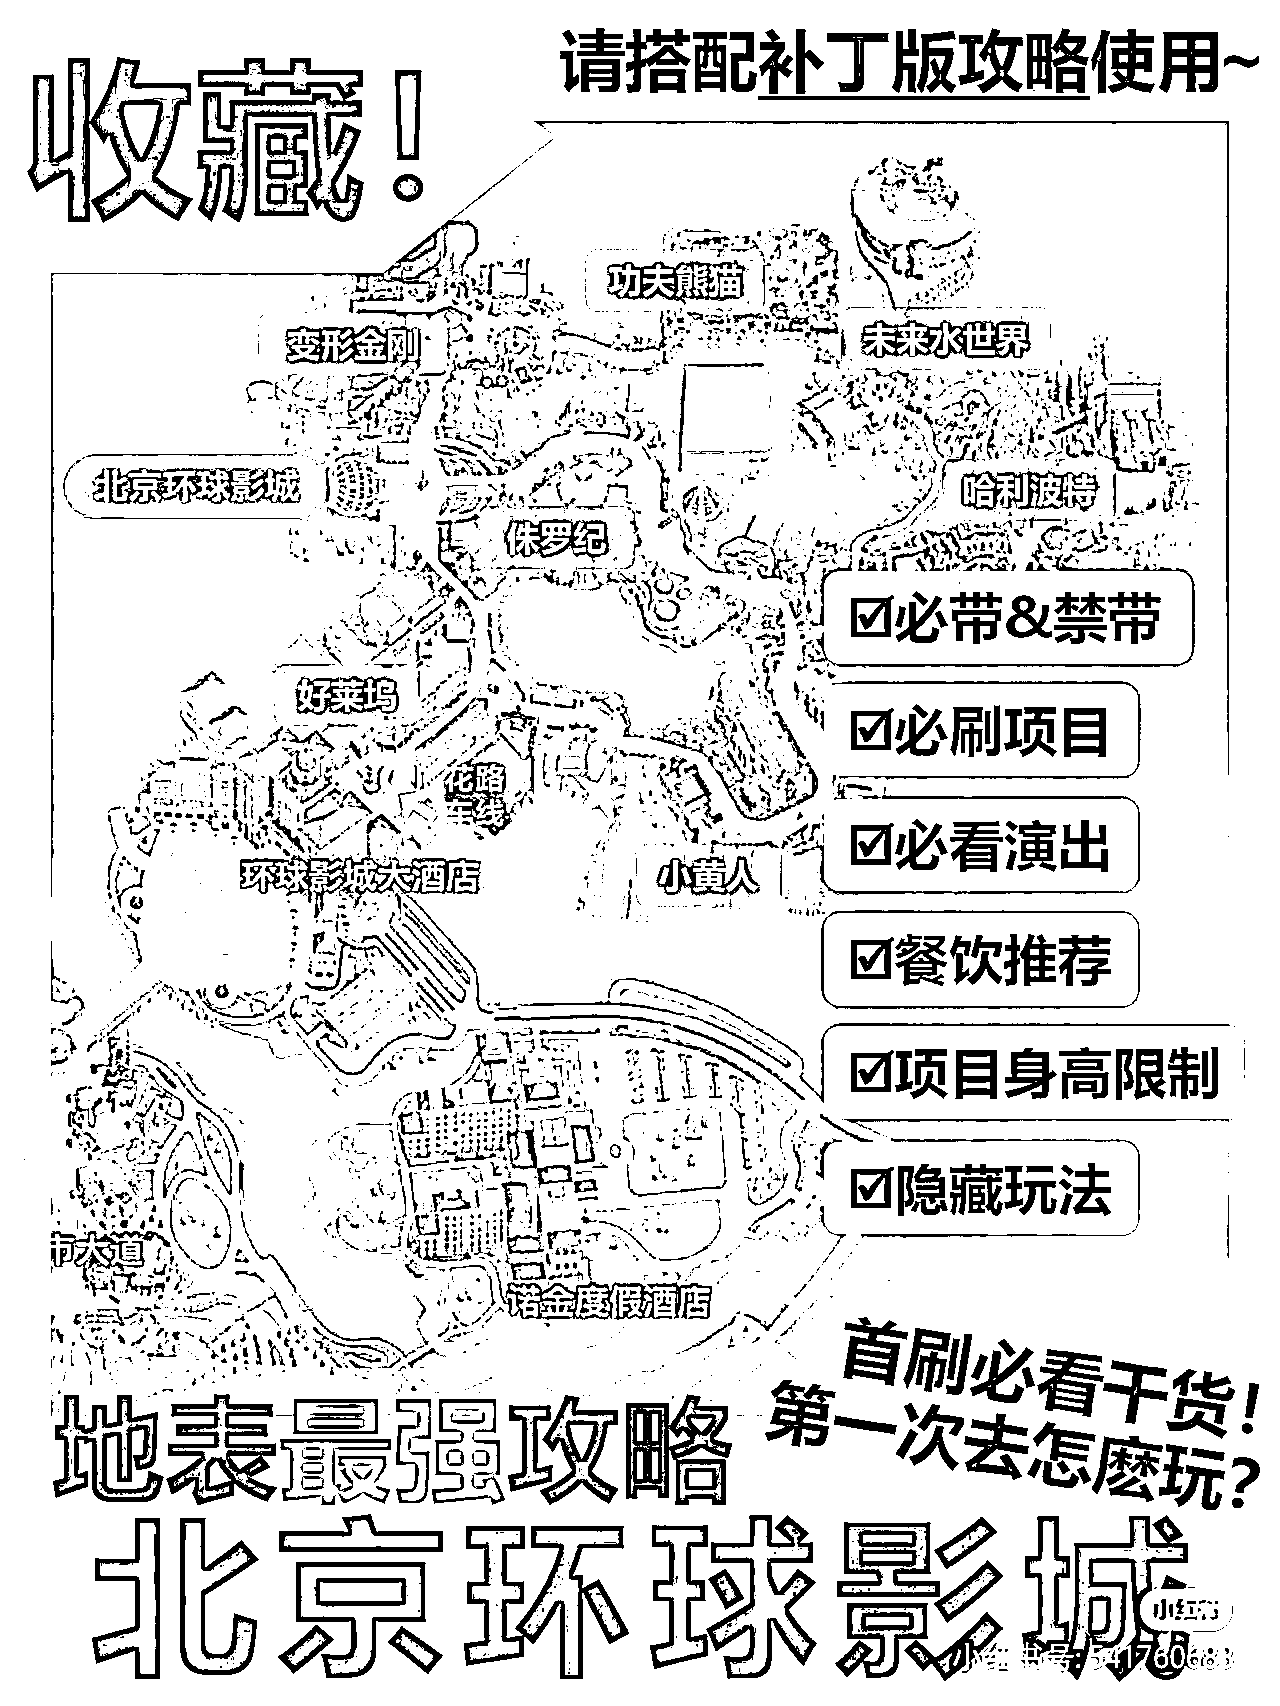 请搭配补丁版攻略使用~
收藏！
功夫熊猫
变形金刚
未来水世界
北京环球影城
哈利波特
侏罗纪
☑必带&禁带
☑必刷项目
☑必看演出
☑餐饮推荐
☑项目身高限制
☑隐藏玩法
好莱坞
花路
车线
环球影城大酒店
小黄人
市大道
诺金度假酒店
首刷必看干货！
第一次去怎麽玩？
地表最强攻略
北京环球影城
小红书